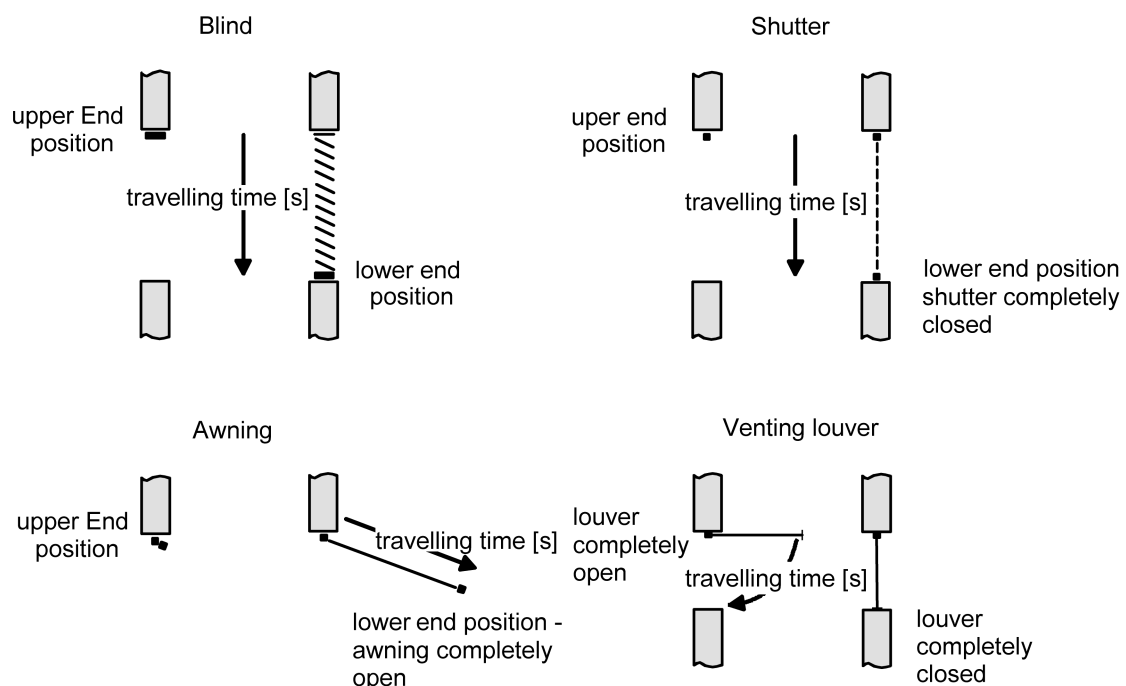 Blind
upper End
position
travelling time [s]
lower end
position
Shutter
uper end
position
travelling time [s]
lower end position
shutter completely
closed
Awning
upper End
position
travelling time [s]
lower end position -
awning completely
open
Venting louver
louver
completely
open
travelling time [s]
louver
completely
closed